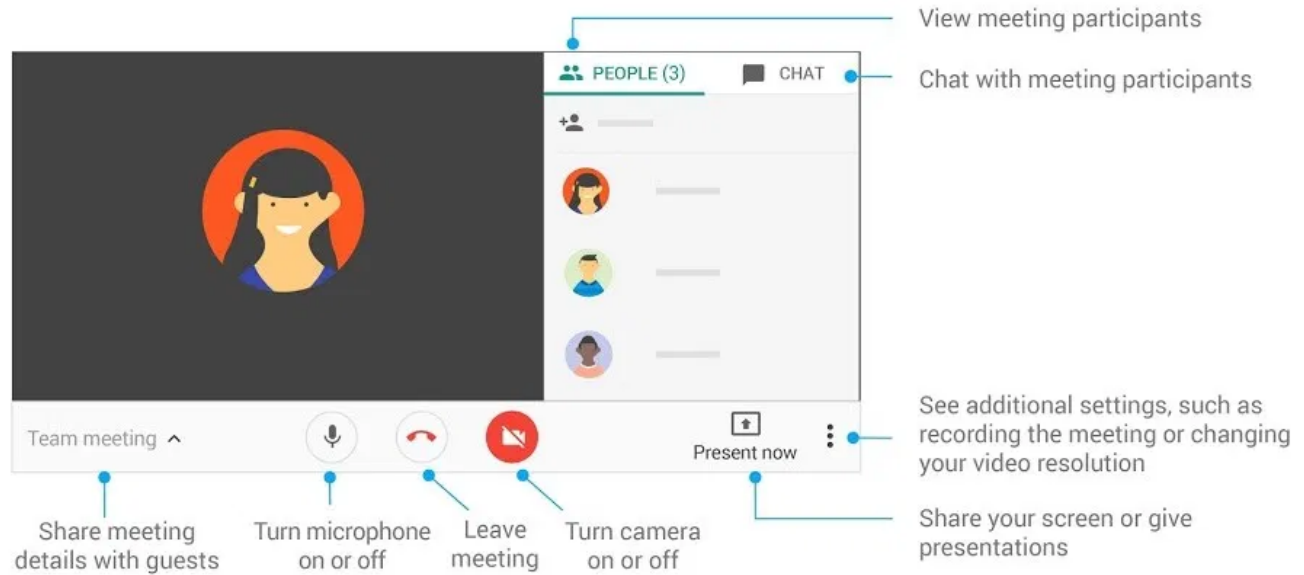 View meeting participants
PEOPLE (3)
CHAT
Chat with meeting participants
See additional settings, such as
recording the meeting or changing
your video resolution
Team meeting
Present now
Share meeting
details with guests
Turn microphone
on or off
Leave
meeting
Turn camera
on or off
Share your screen or give
presentations